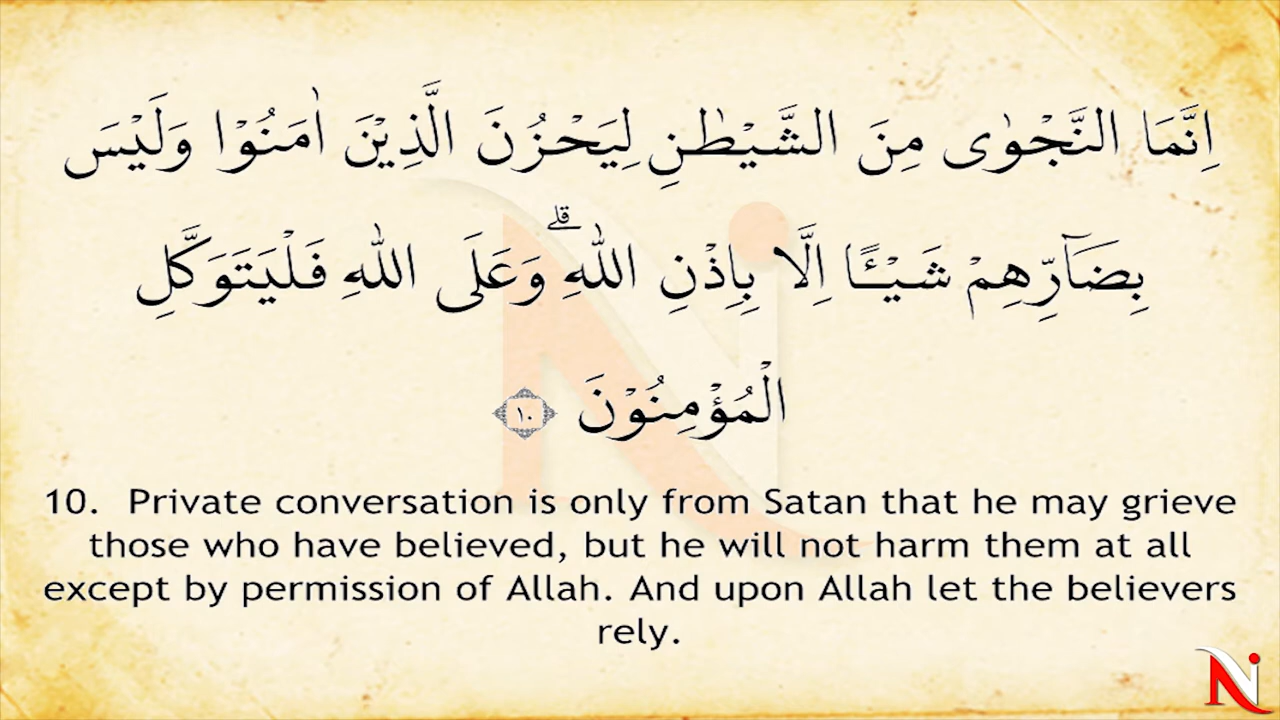 اِنَّمَا النَّجْوٰى مِنَ الشَّيْطٰنِ لِيَحْزُنَ الَّذِيْنَ اٰمَنُوْا وَلَيْسَ
بِضَآرِّهِمْ شَيْـًٔـا اِلَّا بِاِذْنِ اللّٰهِ ؕ وَعَلَى اللّٰهِ فَلْيَتَوَكَّلِ
الْمُؤْمِنُوْنَ ۱۰
10. Private conversation is only from Satan that he may grieve
those who have believed, but he will not harm them at all
except by permission of Allah. And upon Allah let the believers
rely.